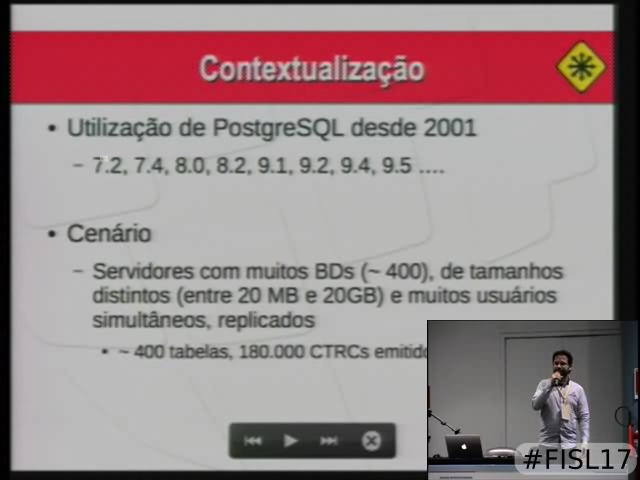 Contextualização
• Utilização de PostgreSQL desde 2001
– 7.2, 7.4, 8.0, 8.2, 9.1, 9.2, 9.4, 9.5 ....
• Cenário
– Servidores com muitos BDs (~ 400), de tamanhos
distintos (entre 20 MB e 20GB) e muitos usuários
simultâneos, replicados
• ~ 400 tabelas, 180.000 CTRCs
#FISL17